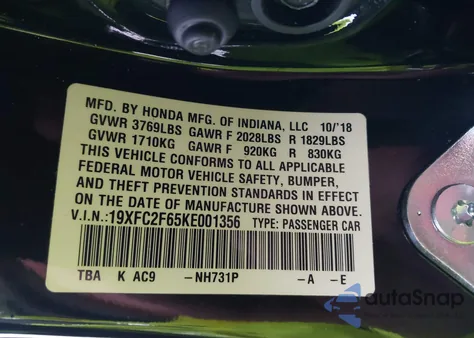 MFD. BY HONDA MFG. OF INDIANA, LLC 10/'18
GVWR 3769LBS GAWR F 2028LBS R 1829LBS
GVWR 1710KG GAWR F 920KG R 830KG
THIS VEHICLE CONFORMS TO ALL APPLICABLE
FEDERAL MOTOR VEHICLE SAFETY, BUMPER,
AND THEFT PREVENTION STANDARDS IN EFFECT
ON THE DATE OF MANUFACTURE SHOWN ABOVE.
V.I.N.:19XFC2F65KE001356 TYPE: PASSENGER CAR
TBA K AC9 -NH731P -A -E
autaSnap